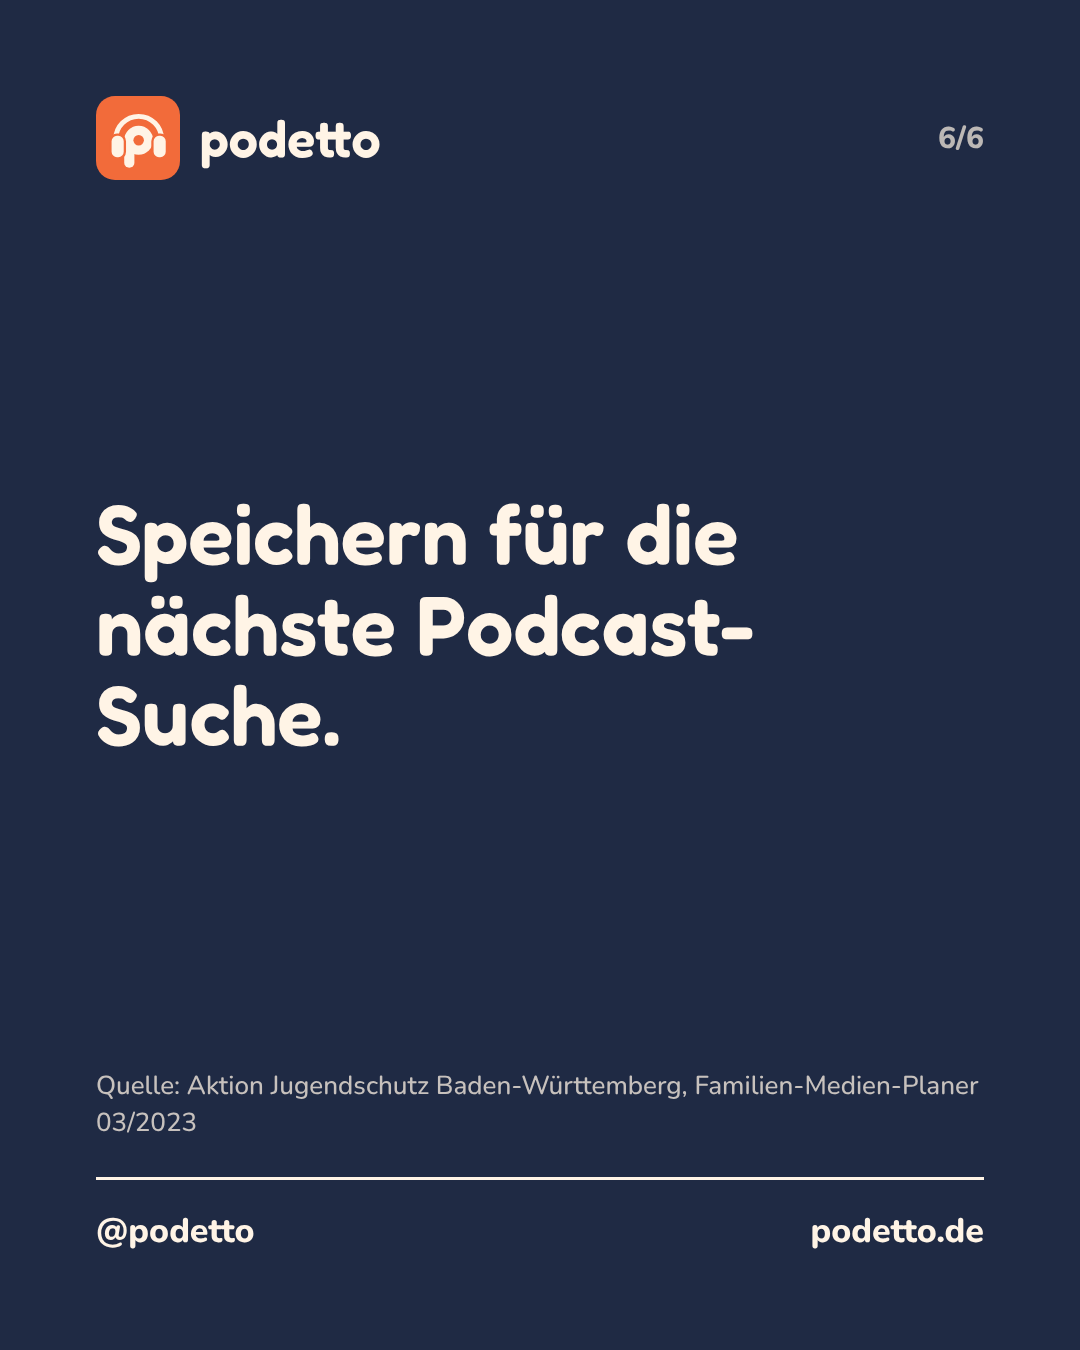 podetto
6/6
Speichern für die
nächste Podcast-
Suche.
Quelle: Aktion Jugendschutz Baden-Württemberg, Familien-Medien-Planer
03/2023
@podetto
podetto.de